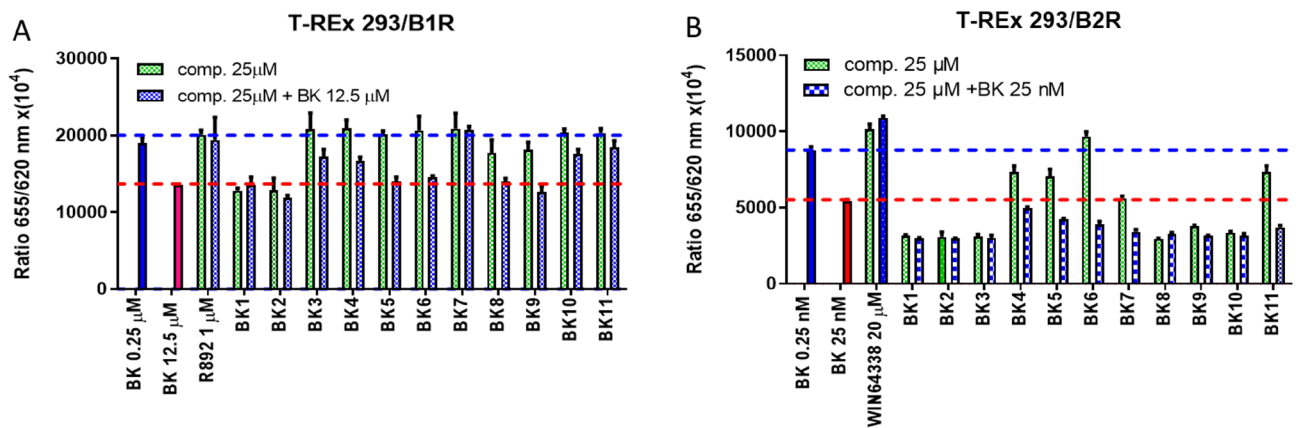 A
T-REx 293/B1R
Ratio 655/620 nm x(10⁴)
30000
20000
10000
0
comp. 25μM
comp. 25μM + BK 12.5 μM
BK 0.25 μM
BK 12.5 μM
R892 1 μM
BK1
BK2
BK3
BK4
BK5
BK6
BK7
BK8
BK9
BK10
BK11
B
T-REx 293/B2R
Ratio 655/620 nm x(10⁴)
15000
10000
5000
0
comp. 25 μM
comp. 25 μM +BK 25 nM
BK 0.25 nM
BK 25 nM
WIN64338 20 μM
BK1
BK2
BK3
BK4
BK5
BK6
BK7
BK8
BK9
BK10
BK11